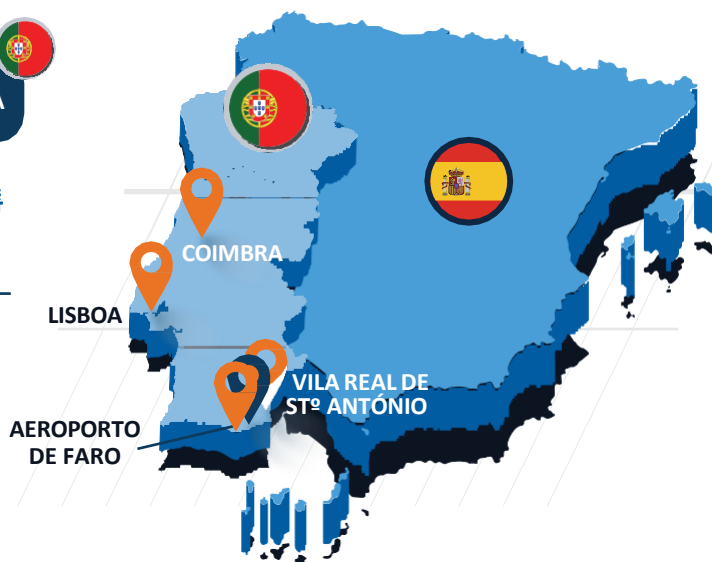 A
COIMBRA
LISBOA
VILA REAL DE
STº ANTÓNIO
AEROPORTO
DE FARO